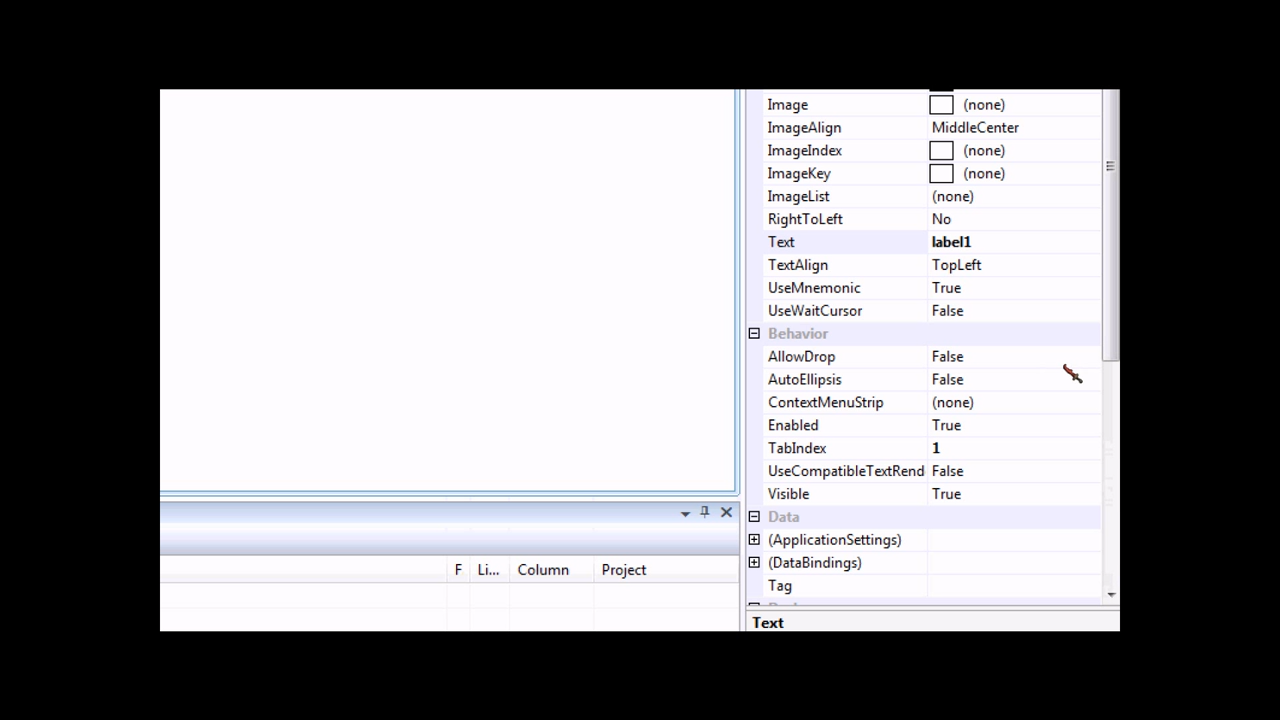 Image (none)
ImageAlign MiddleCenter
ImageIndex (none)
ImageKey (none)
ImageList (none)
RightToLeft No
Text label1
TextAlign TopLeft
UseMnemonic True
UseWaitCursor False
Behavior
AllowDrop False
AutoEllipsis False
ContextMenuStrip (none)
Enabled True
TabIndex 1
UseCompatibleTextRend False
Visible True
Data
(ApplicationSettings)
(DataBindings)
Tag
Text
F Li... Column Project